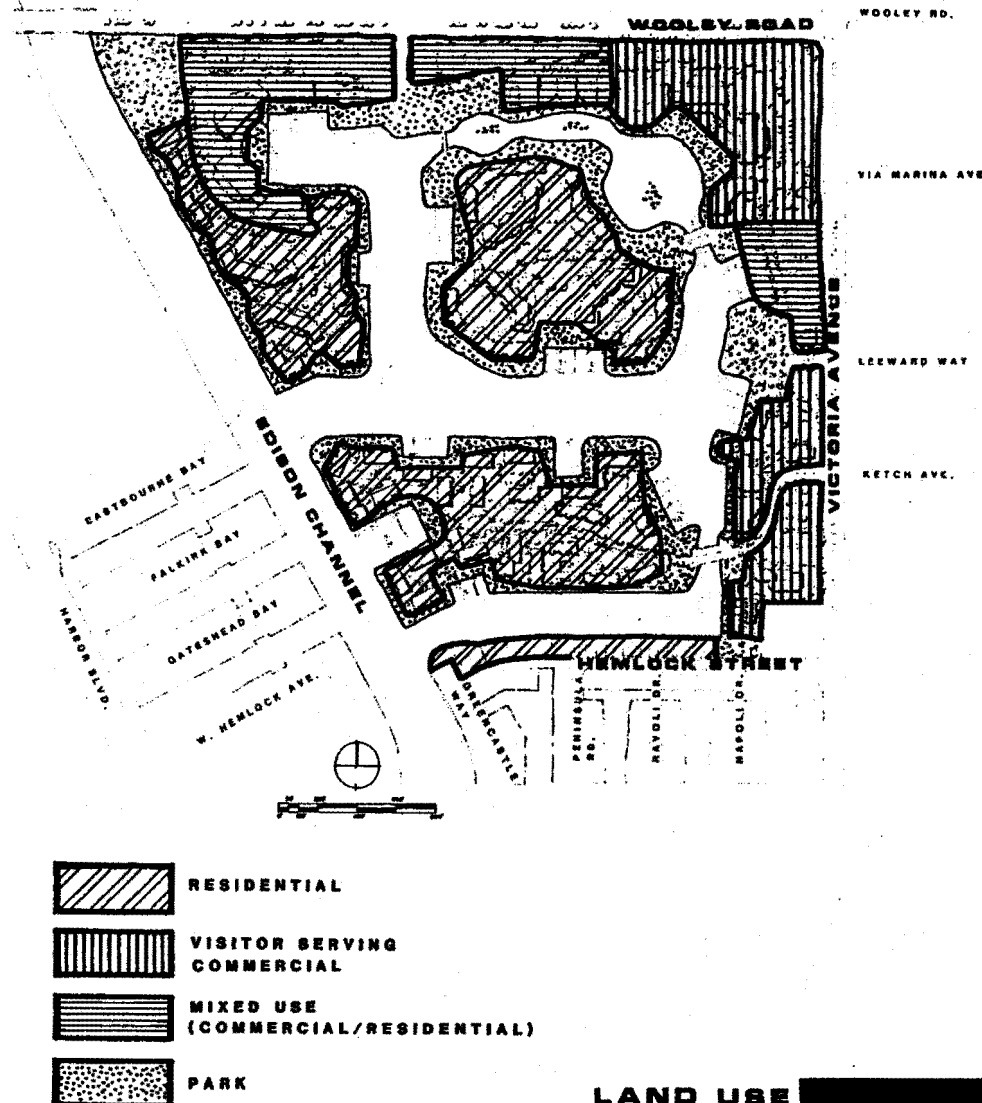 WOOLEY ROAD
WOOLEY RD.
VIA MARINA AVE
VICTORIA AVENUE
LEEWARD WAY
KETCH AVE.
EDISON CHANNEL
EASTBOURNE BAY
FALKIRK BAY
GATESHEAD BAY
W. HEMLOCK AVE.
HARBOR BLVD.
HEMLOCK STREET
GREENCASTLE
WAY
PENINSULA
RD.
RAVOLI DR.
NAPOLI DR.
RESIDENTIAL
VISITOR SERVING
COMMERCIAL
MIXED USE
(COMMERCIAL/RESIDENTIAL)
PARK
LAND USE